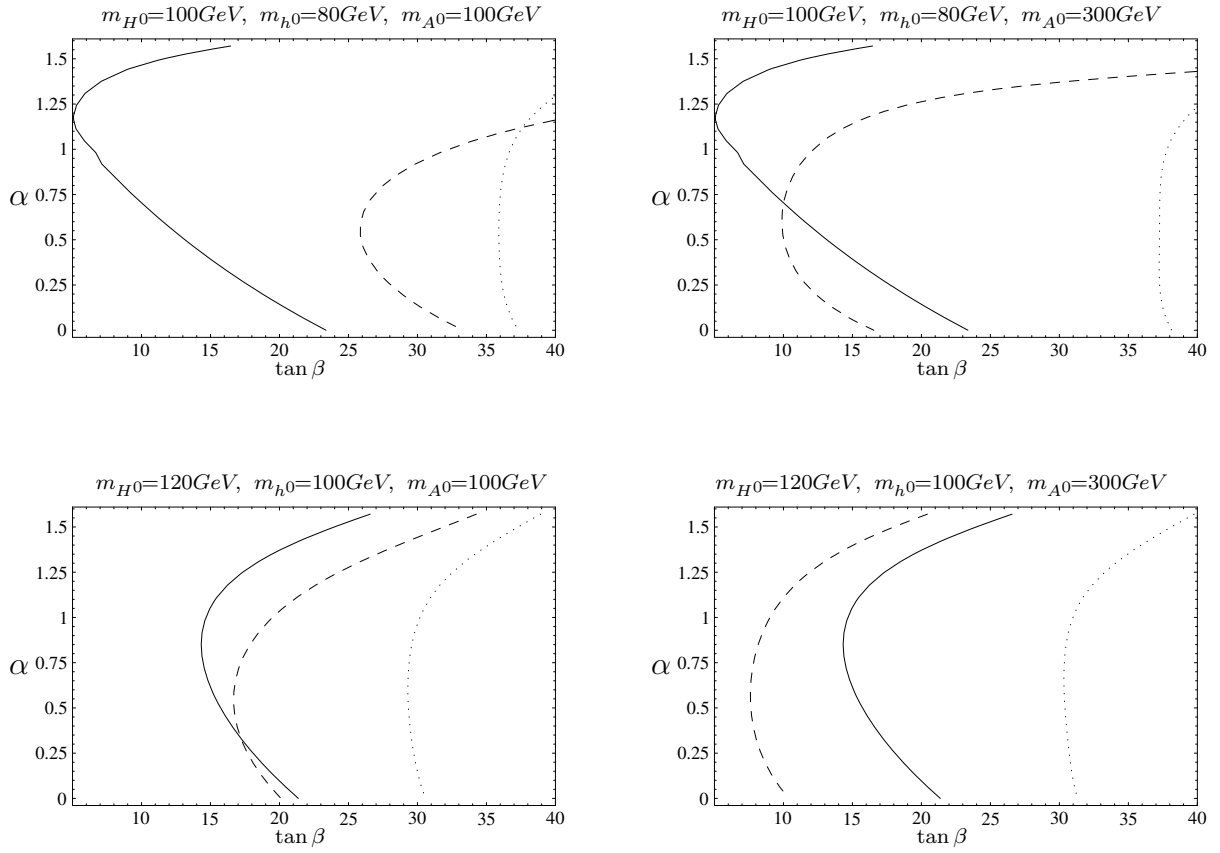 m_{H^0}=100GeV, m_{h^0}=80GeV, m_{A^0}=100GeV
1.5
1.25
1
0.75
α
0.5
0.25
0
10 15 20 25 30 35 40
tan β
m_{H^0}=100GeV, m_{h^0}=80GeV, m_{A^0}=300GeV
1.5
1.25
1
0.75
α
0.5
0.25
0
10 15 20 25 30 35 40
tan β
m_{H^0}=120GeV, m_{h^0}=100GeV, m_{A^0}=100GeV
1.5
1.25
1
0.75
α
0.5
0.25
0
10 15 20 25 30 35 40
tan β
m_{H^0}=120GeV, m_{h^0}=100GeV, m_{A^0}=300GeV
1.5
1.25
1
0.75
α
0.5
0.25
0
10 15 20 25 30 35 40
tan β